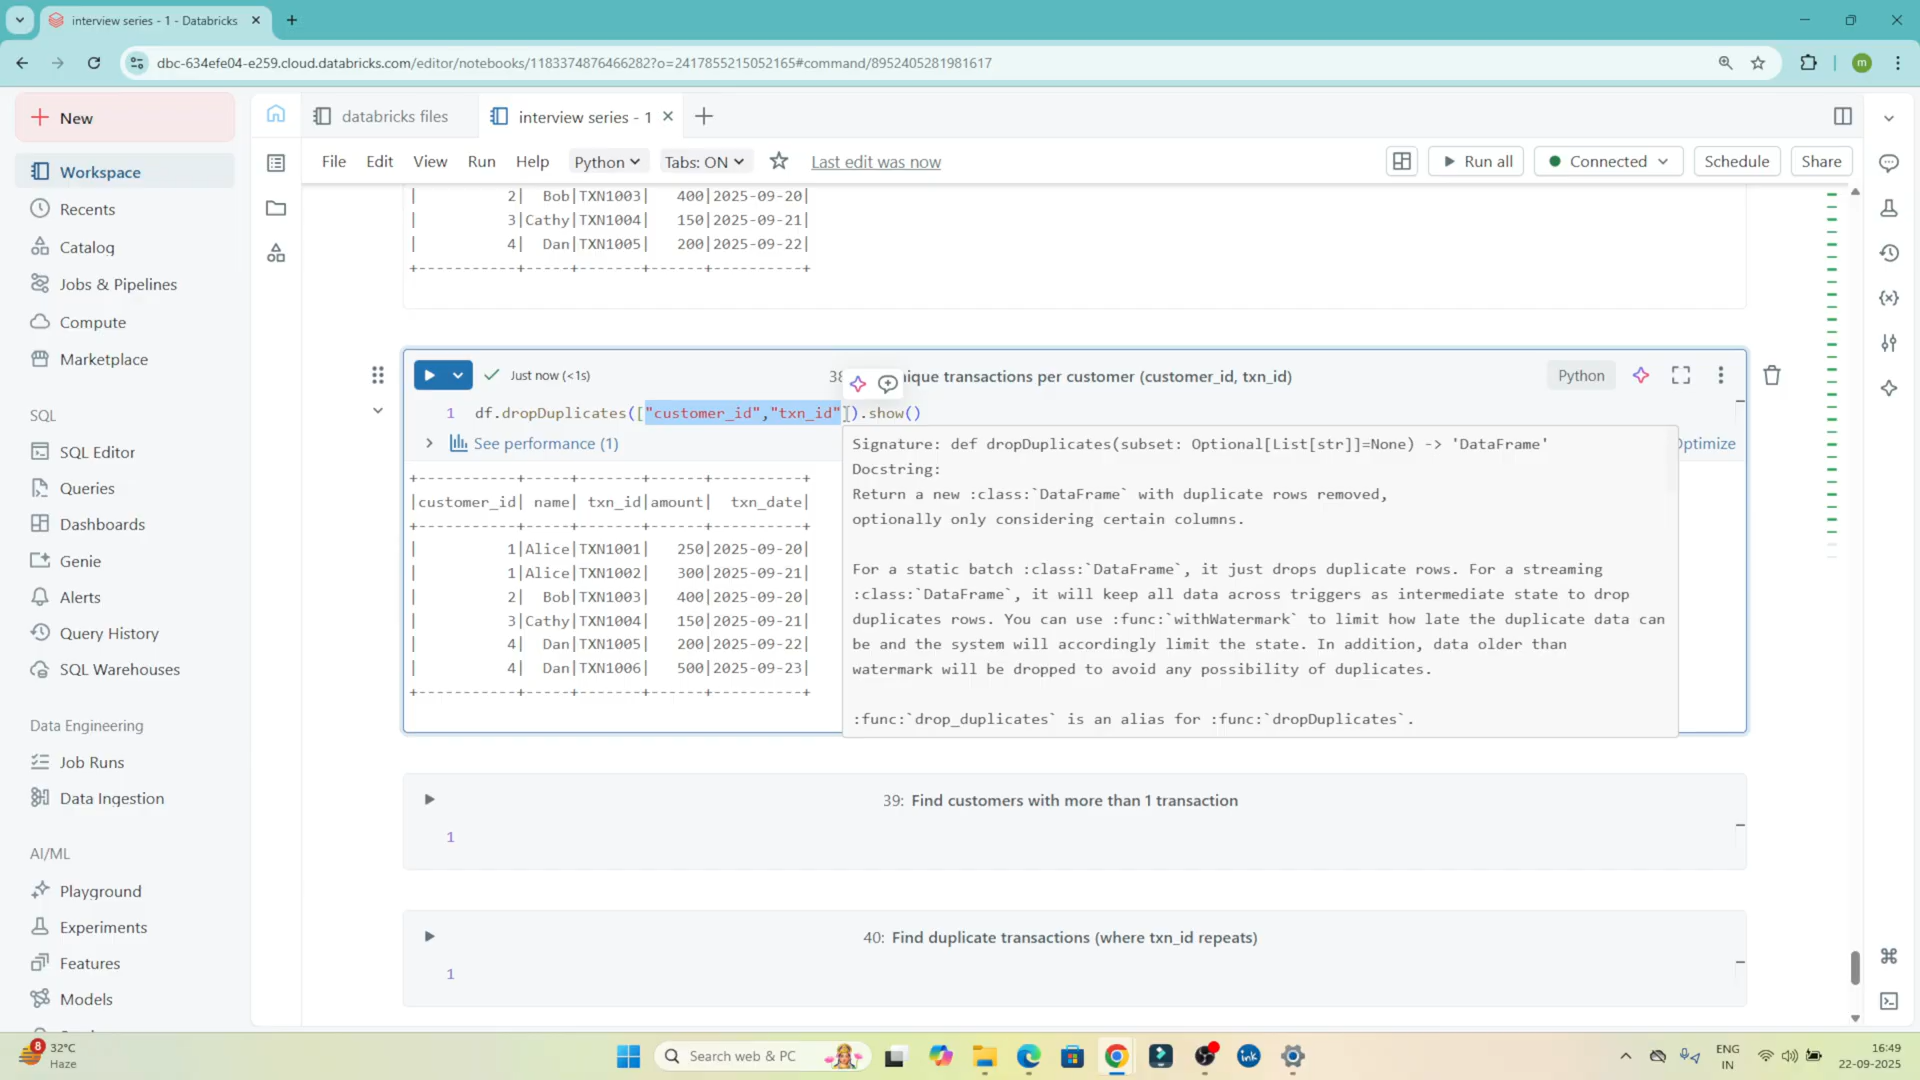 interview series - 1 - Databricks
dbc-634efe04-e259.cloud.databricks.com/editor/notebooks/1183374876466282?o=2417855215052165#command/8952405281981617
m
New
databricks files
interview series - 1
File Edit View Run Help Python Tabs: ON Last edit was now
Run all Connected Schedule Share
Workspace
Recents
Catalog
Jobs & Pipelines
Compute
Marketplace
SQL
SQL Editor
Queries
Dashboards
Genie
Alerts
Query History
SQL Warehouses
Data Engineering
Job Runs
Data Ingestion
AI/ML
Playground
Experiments
Features
Models
| 2| Bob|TXN1003| 400|2025-09-20|
| 3|Cathy|TXN1004| 150|2025-09-21|
| 4| Dan|TXN1005| 200|2025-09-22|
+-----------+-----+-------+------+----------+
Just now (<1s)
nique transactions per customer (customer_id, txn_id)
Python
1 df.dropDuplicates(["customer_id","txn_id"]).show()
See performance (1)
Optimize
+-----------+-----+-------+------+----------+
|customer_id| name| txn_id|amount| txn_date|
+-----------+-----+-------+------+----------+
| 1|Alice|TXN1001| 250|2025-09-20|
| 1|Alice|TXN1002| 300|2025-09-21|
| 2| Bob|TXN1003| 400|2025-09-20|
| 3|Cathy|TXN1004| 150|2025-09-21|
| 4| Dan|TXN1005| 200|2025-09-22|
| 4| Dan|TXN1006| 500|2025-09-23|
+-----------+-----+-------+------+----------+
Signature: def dropDuplicates(subset: Optional[List[str]]=None) -> 'DataFrame'
Docstring:
Return a new :class:`DataFrame` with duplicate rows removed,
optionally only considering certain columns.
For a static batch :class:`DataFrame`, it just drops duplicate rows. For a streaming
:class:`DataFrame`, it will keep all data across triggers as intermediate state to drop
duplicates rows. You can use :func:`withWatermark` to limit how late the duplicate data can
be and the system will accordingly limit the state. In addition, data older than
watermark will be dropped to avoid any possibility of duplicates.
:func:`drop_duplicates` is an alias for :func:`dropDuplicates`.
39: Find customers with more than 1 transaction
1
40: Find duplicate transactions (where txn_id repeats)
1
8
32°C
Haze
Search web & PC
ink
ENG
IN
16:49
22-09-2025